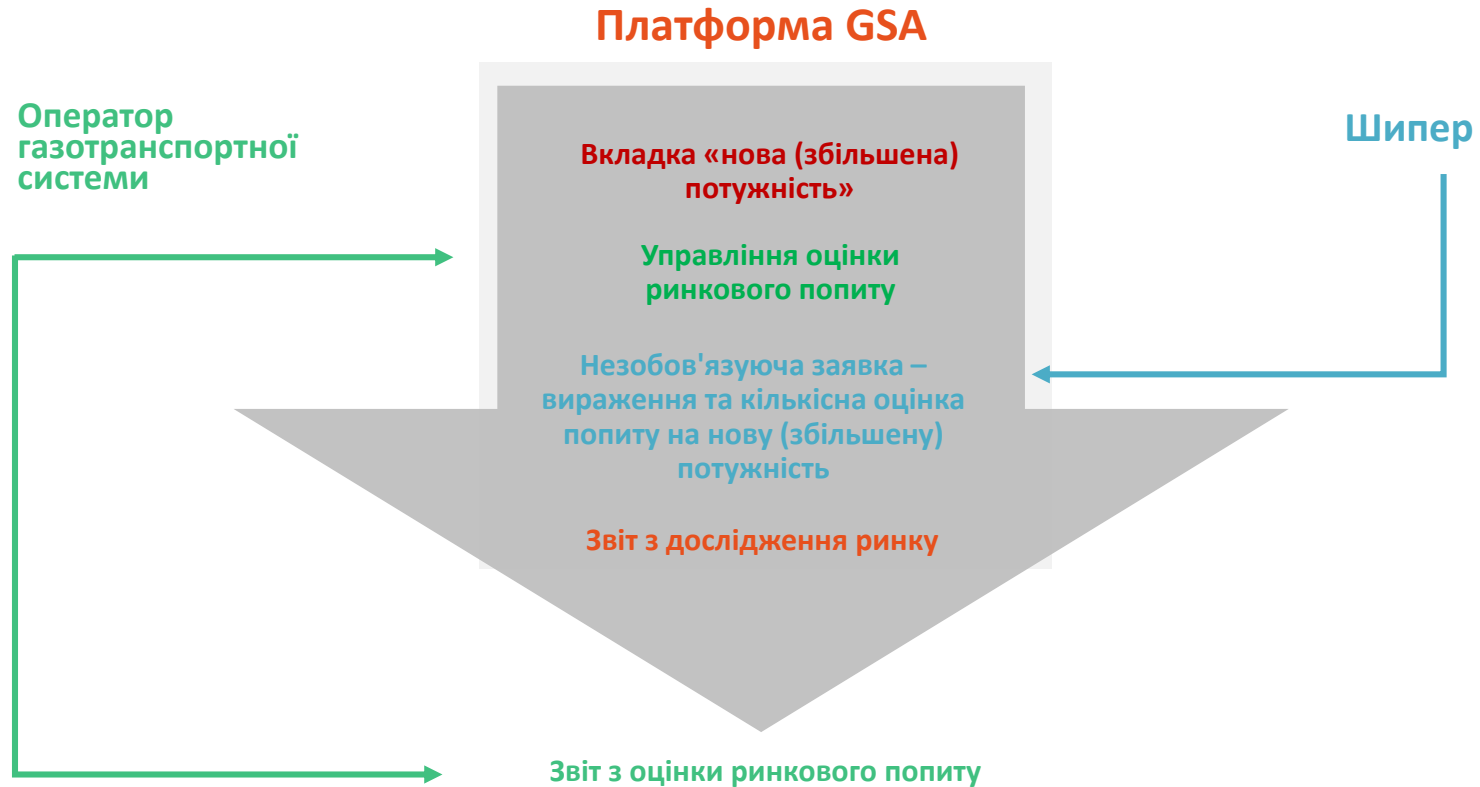 Платформа GSA
Оператор
газотранспортної
системи
Шипер
Вкладка «нова (збільшена)
потужність»
Управління оцінки
ринкового попиту
Незобов'язуюча заявка –
вираження та кількісна оцінка
попиту на нову (збільшену)
потужність
Звіт з дослідження ринку
Звіт з оцінки ринкового попиту